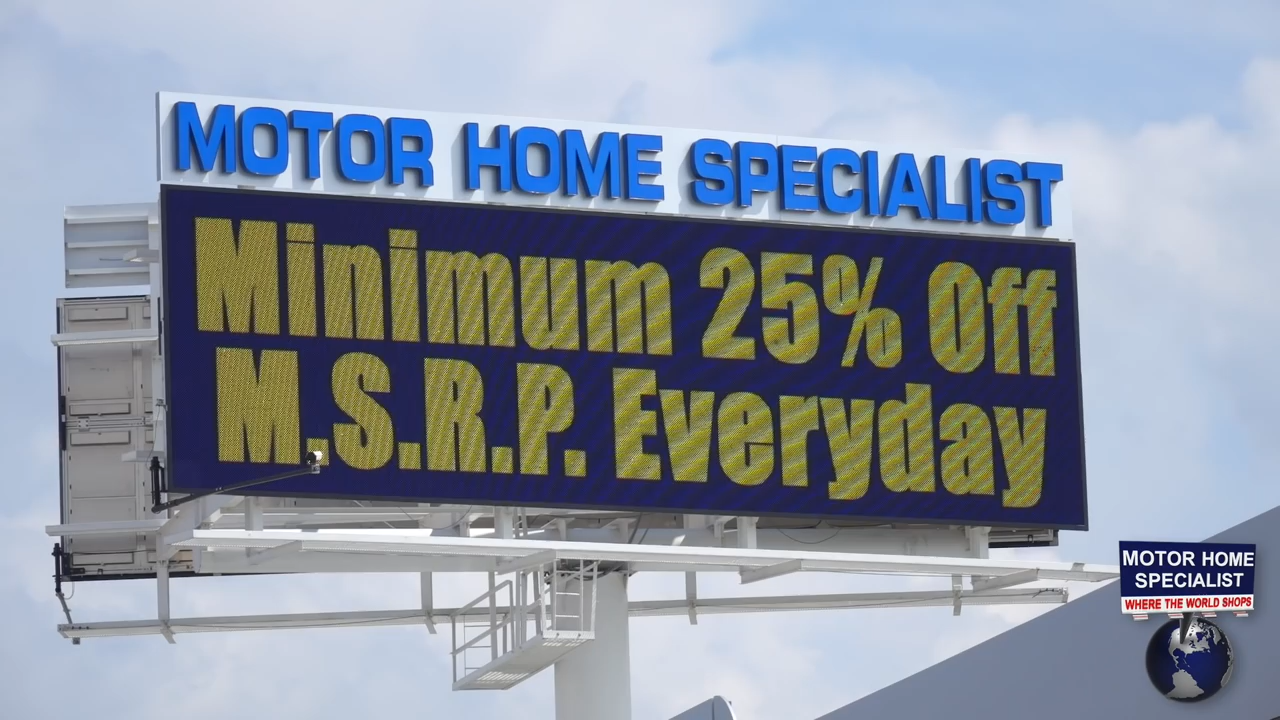 MOTOR HOME SPECIALIST
Minimum 25% Off
M.S.R.P. Everyday
MOTOR HOME
SPECIALIST
WHERE THE WORLD SHOPS